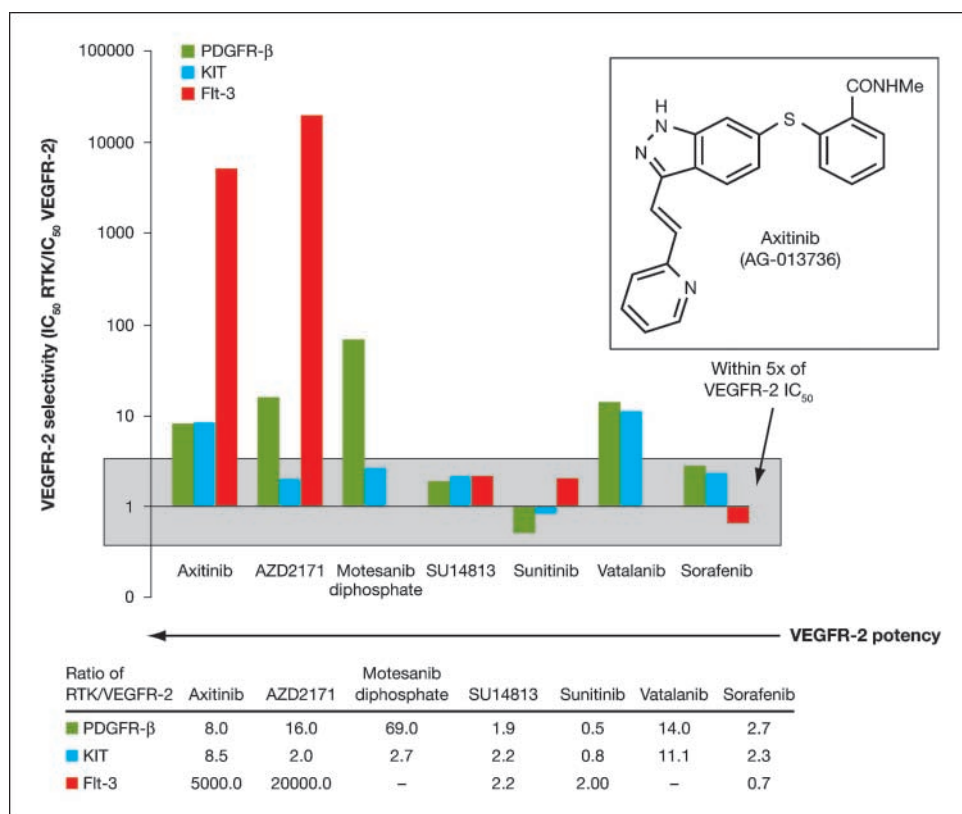 100000
10000
1000
100
10
1
0
VEGFR-2 selectivity (IC50 RTK/IC50 VEGFR-2)
PDGFR-β
KIT
Flt-3
CONHMe
H
N
N
S
N
Axitinib
(AG-013736)
Within 5x of
VEGFR-2 IC50
Axitinib AZD2171 Motesanib SU14813 Sunitinib Vatalanib Sorafenib
diphosphate
VEGFR-2 potency
Ratio of Motesanib
RTK/VEGFR-2 Axitinib AZD2171 diphosphate SU14813 Sunitinib Vatalanib Sorafenib
PDGFR-β 8.0 16.0 69.0 1.9 0.5 14.0 2.7
KIT 8.5 2.0 2.7 2.2 0.8 11.1 2.3
Flt-3 5000.0 20000.0 – 2.2 2.00 – 0.7